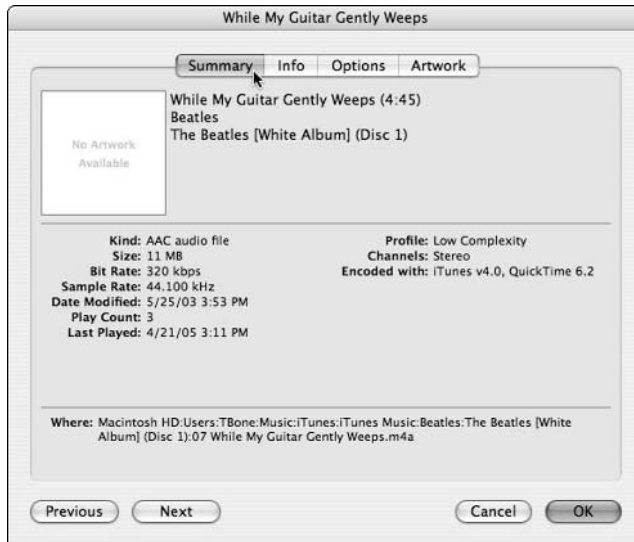 While My Guitar Gently Weeps
Summary Info Options Artwork
No Artwork
Available
While My Guitar Gently Weeps (4:45)
Beatles
The Beatles [White Album] (Disc 1)
Kind: AAC audio file
Size: 11 MB
Bit Rate: 320 kbps
Sample Rate: 44.100 kHz
Date Modified: 5/25/03 3:53 PM
Play Count: 3
Last Played: 4/21/05 3:11 PM
Profile: Low Complexity
Channels: Stereo
Encoded with: iTunes v4.0, QuickTime 6.2
Where: Macintosh HD:Users:TBone:Music:iTunes:iTunes Music:Beatles:The Beatles [White
Album] (Disc 1):07 While My Guitar Gently Weeps.m4a
Previous Next Cancel OK